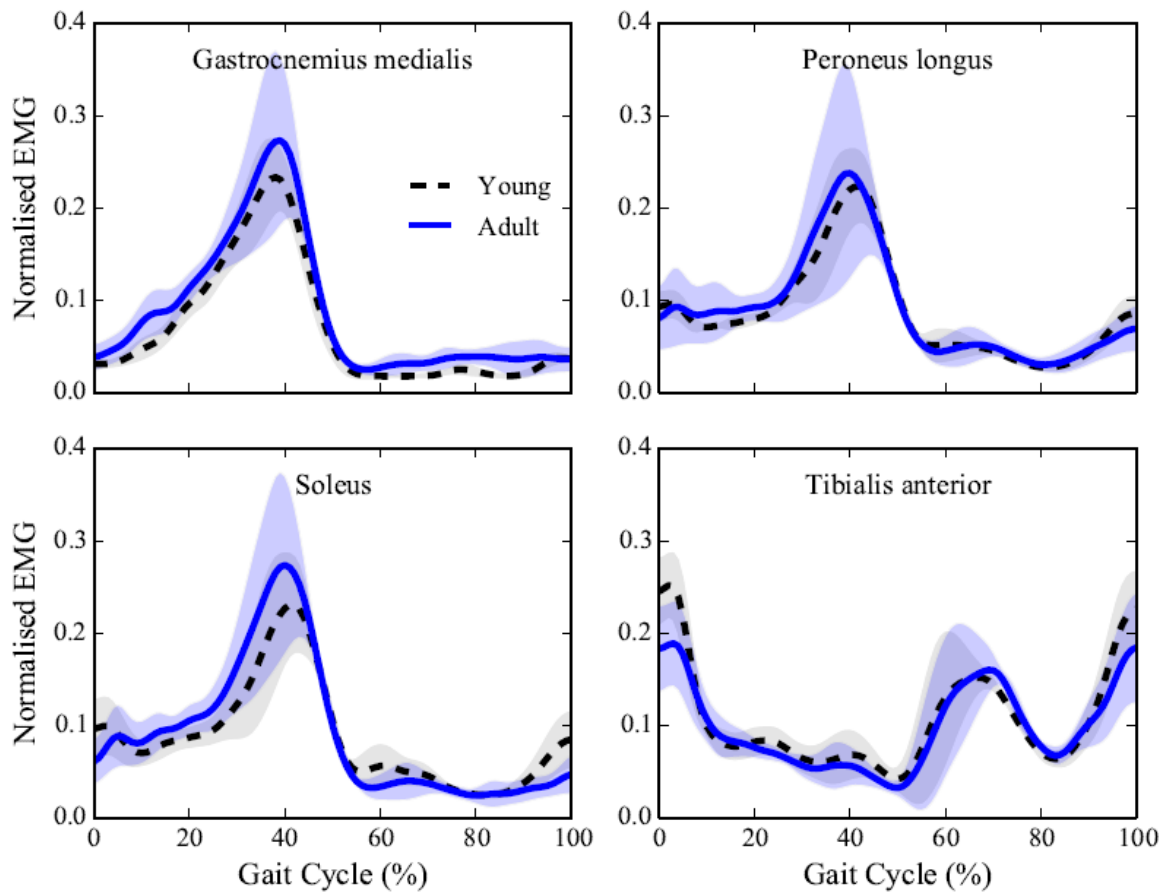 0.4
0.3
0.2
0.1
0.0
Normalised EMG
Gastrocnemius medialis
Young
Adult
Peroneus longus
0.4
0.3
0.2
0.1
0.0
0.4
0.3
0.2
0.1
0.0
Normalised EMG
Soleus
0 20 40 60 80 100
Gait Cycle (%)
0.4
0.3
0.2
0.1
0.0
Tibialis anterior
0 20 40 60 80 100
Gait Cycle (%)